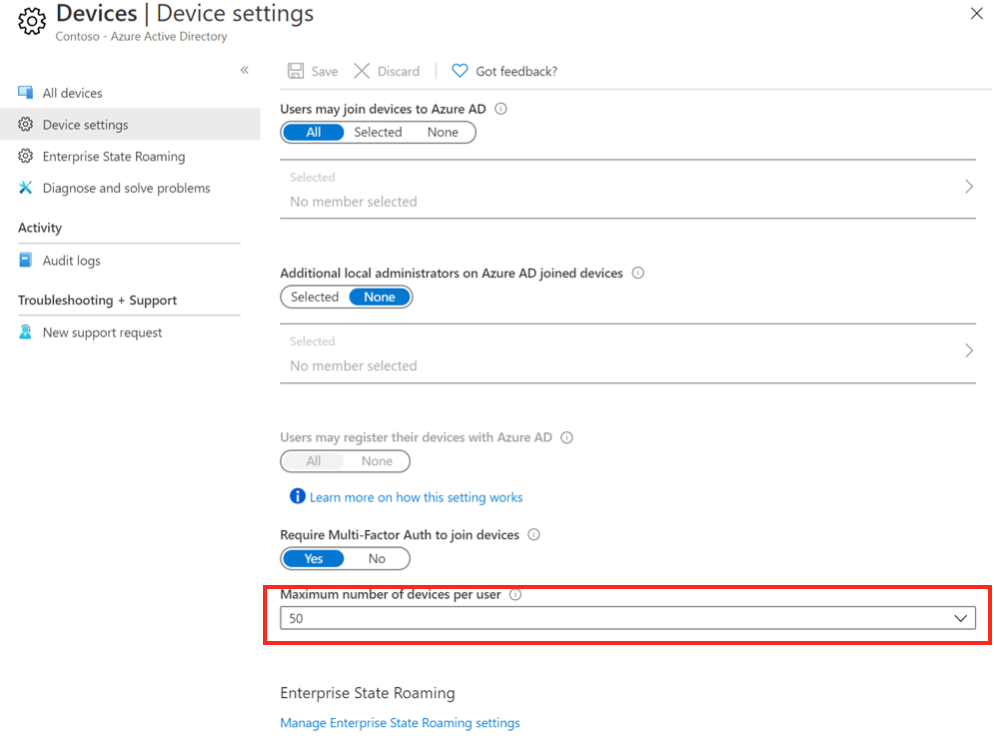 Devices | Device settings
Contoso - Azure Active Directory
«
All devices
Device settings
Enterprise State Roaming
Diagnose and solve problems
Activity
Audit logs
Troubleshooting + Support
New support request
Save Discard Got feedback?
Users may join devices to Azure AD
All Selected None
Selected
No member selected
Additional local administrators on Azure AD joined devices
Selected None
Selected
No member selected
Users may register their devices with Azure AD
All None
Learn more on how this setting works
Require Multi-Factor Auth to join devices
Yes No
Maximum number of devices per user
50
Enterprise State Roaming
Manage Enterprise State Roaming settings